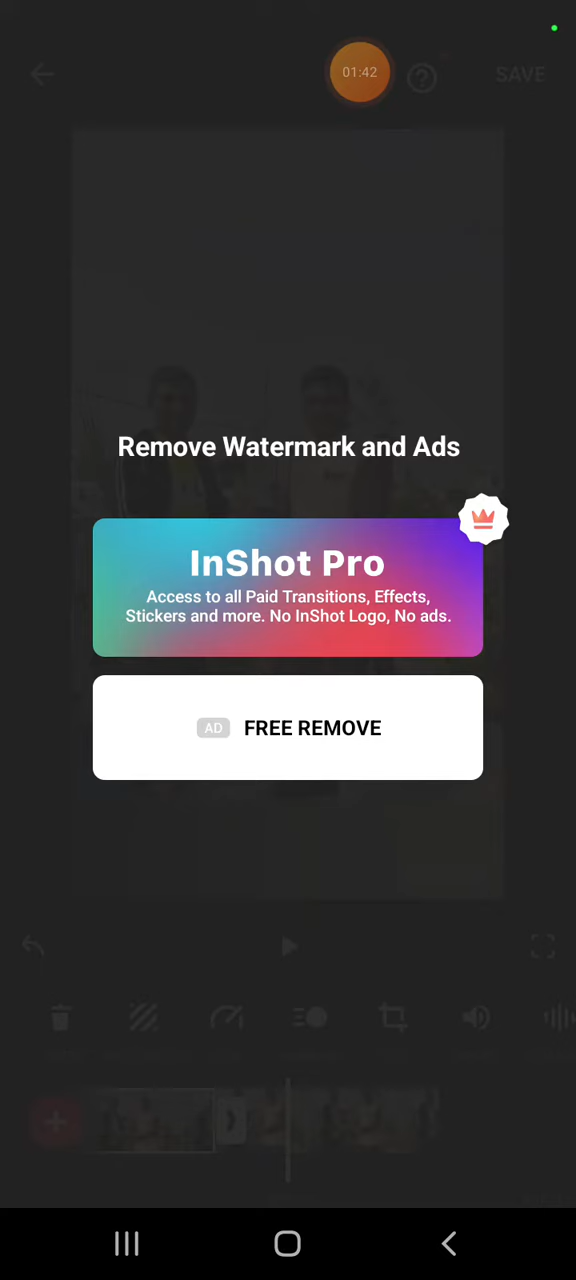 01:42
SAVE
Remove Watermark and Ads
InShot Pro
Access to all Paid Transitions, Effects,
Stickers and more. No InShot Logo, No ads.
AD FREE REMOVE